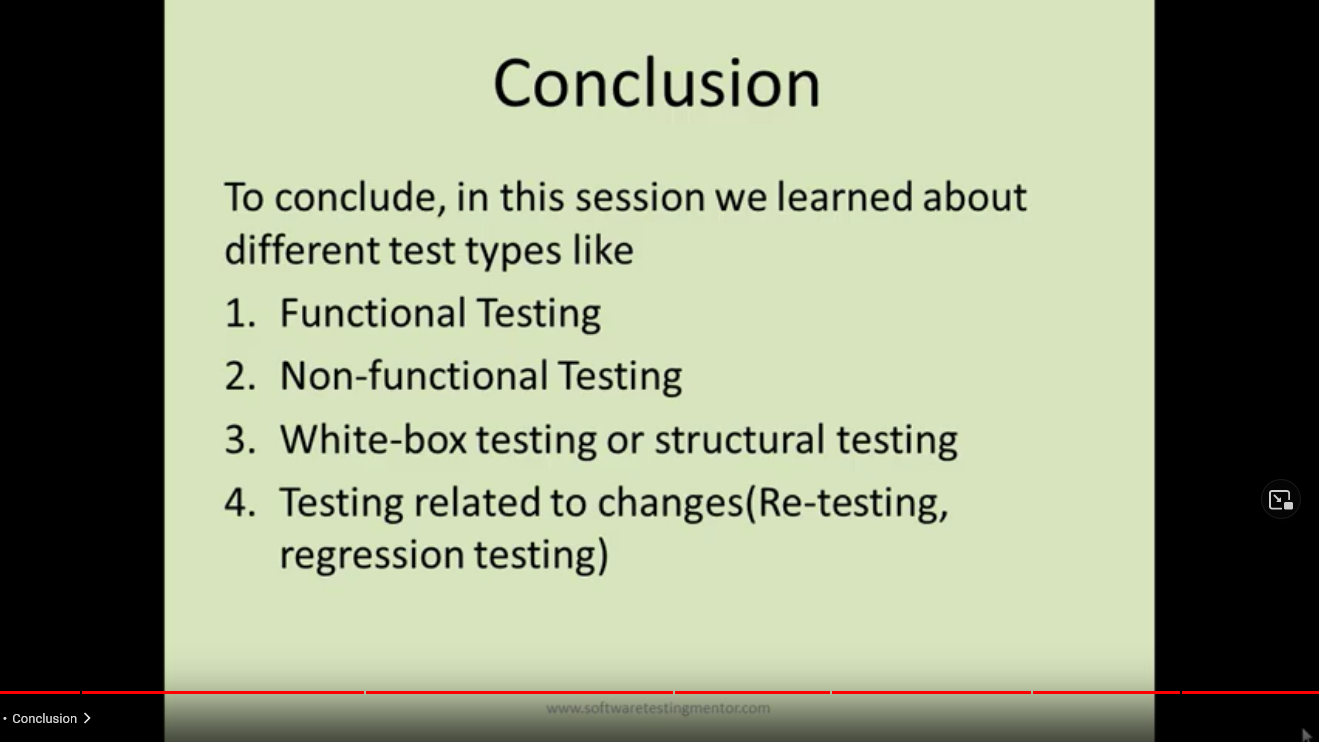 Conclusion
To conclude, in this session we learned about
different test types like
1. Functional Testing
2. Non-functional Testing
3. White-box testing or structural testing
4. Testing related to changes(Re-testing,
regression testing)
www.softwaretestingmentor.com
• Conclusion